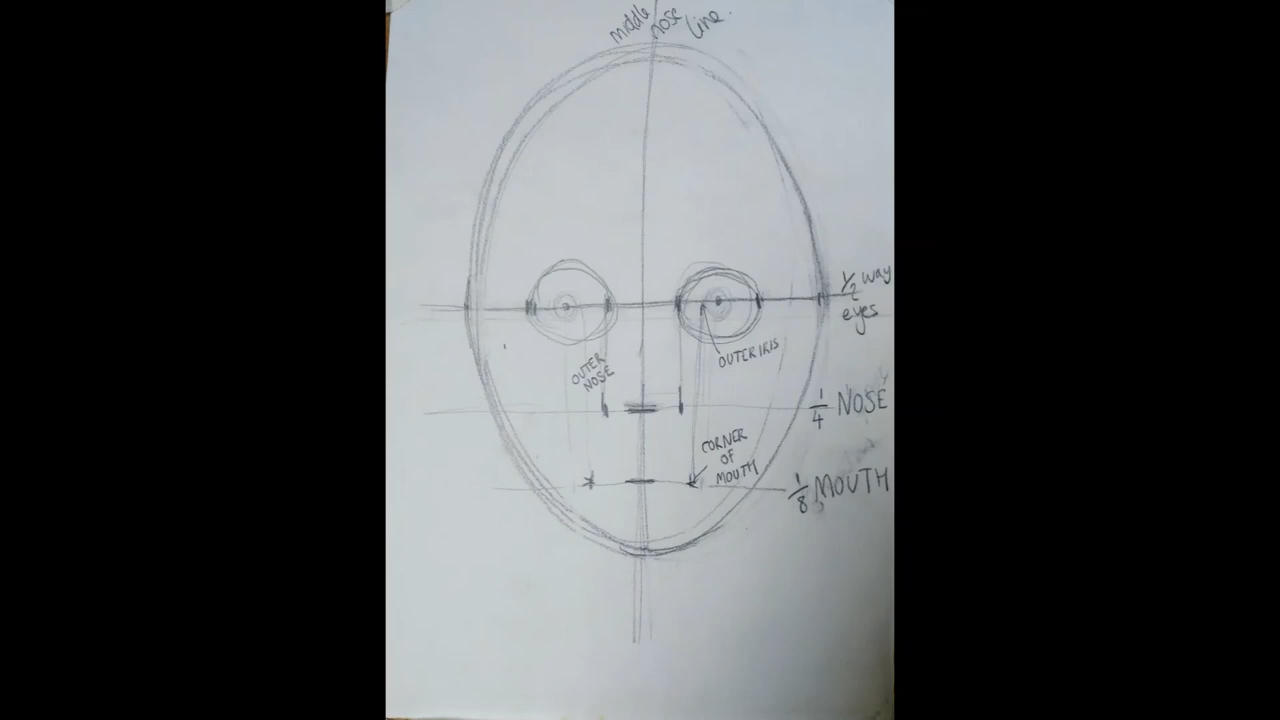 middle nose line.
1/2 way
eyes
OUTER IRIS
OUTER
NOSE
1/4 NOSE
CORNER
OF
MOUTH
1/8 MOUTH